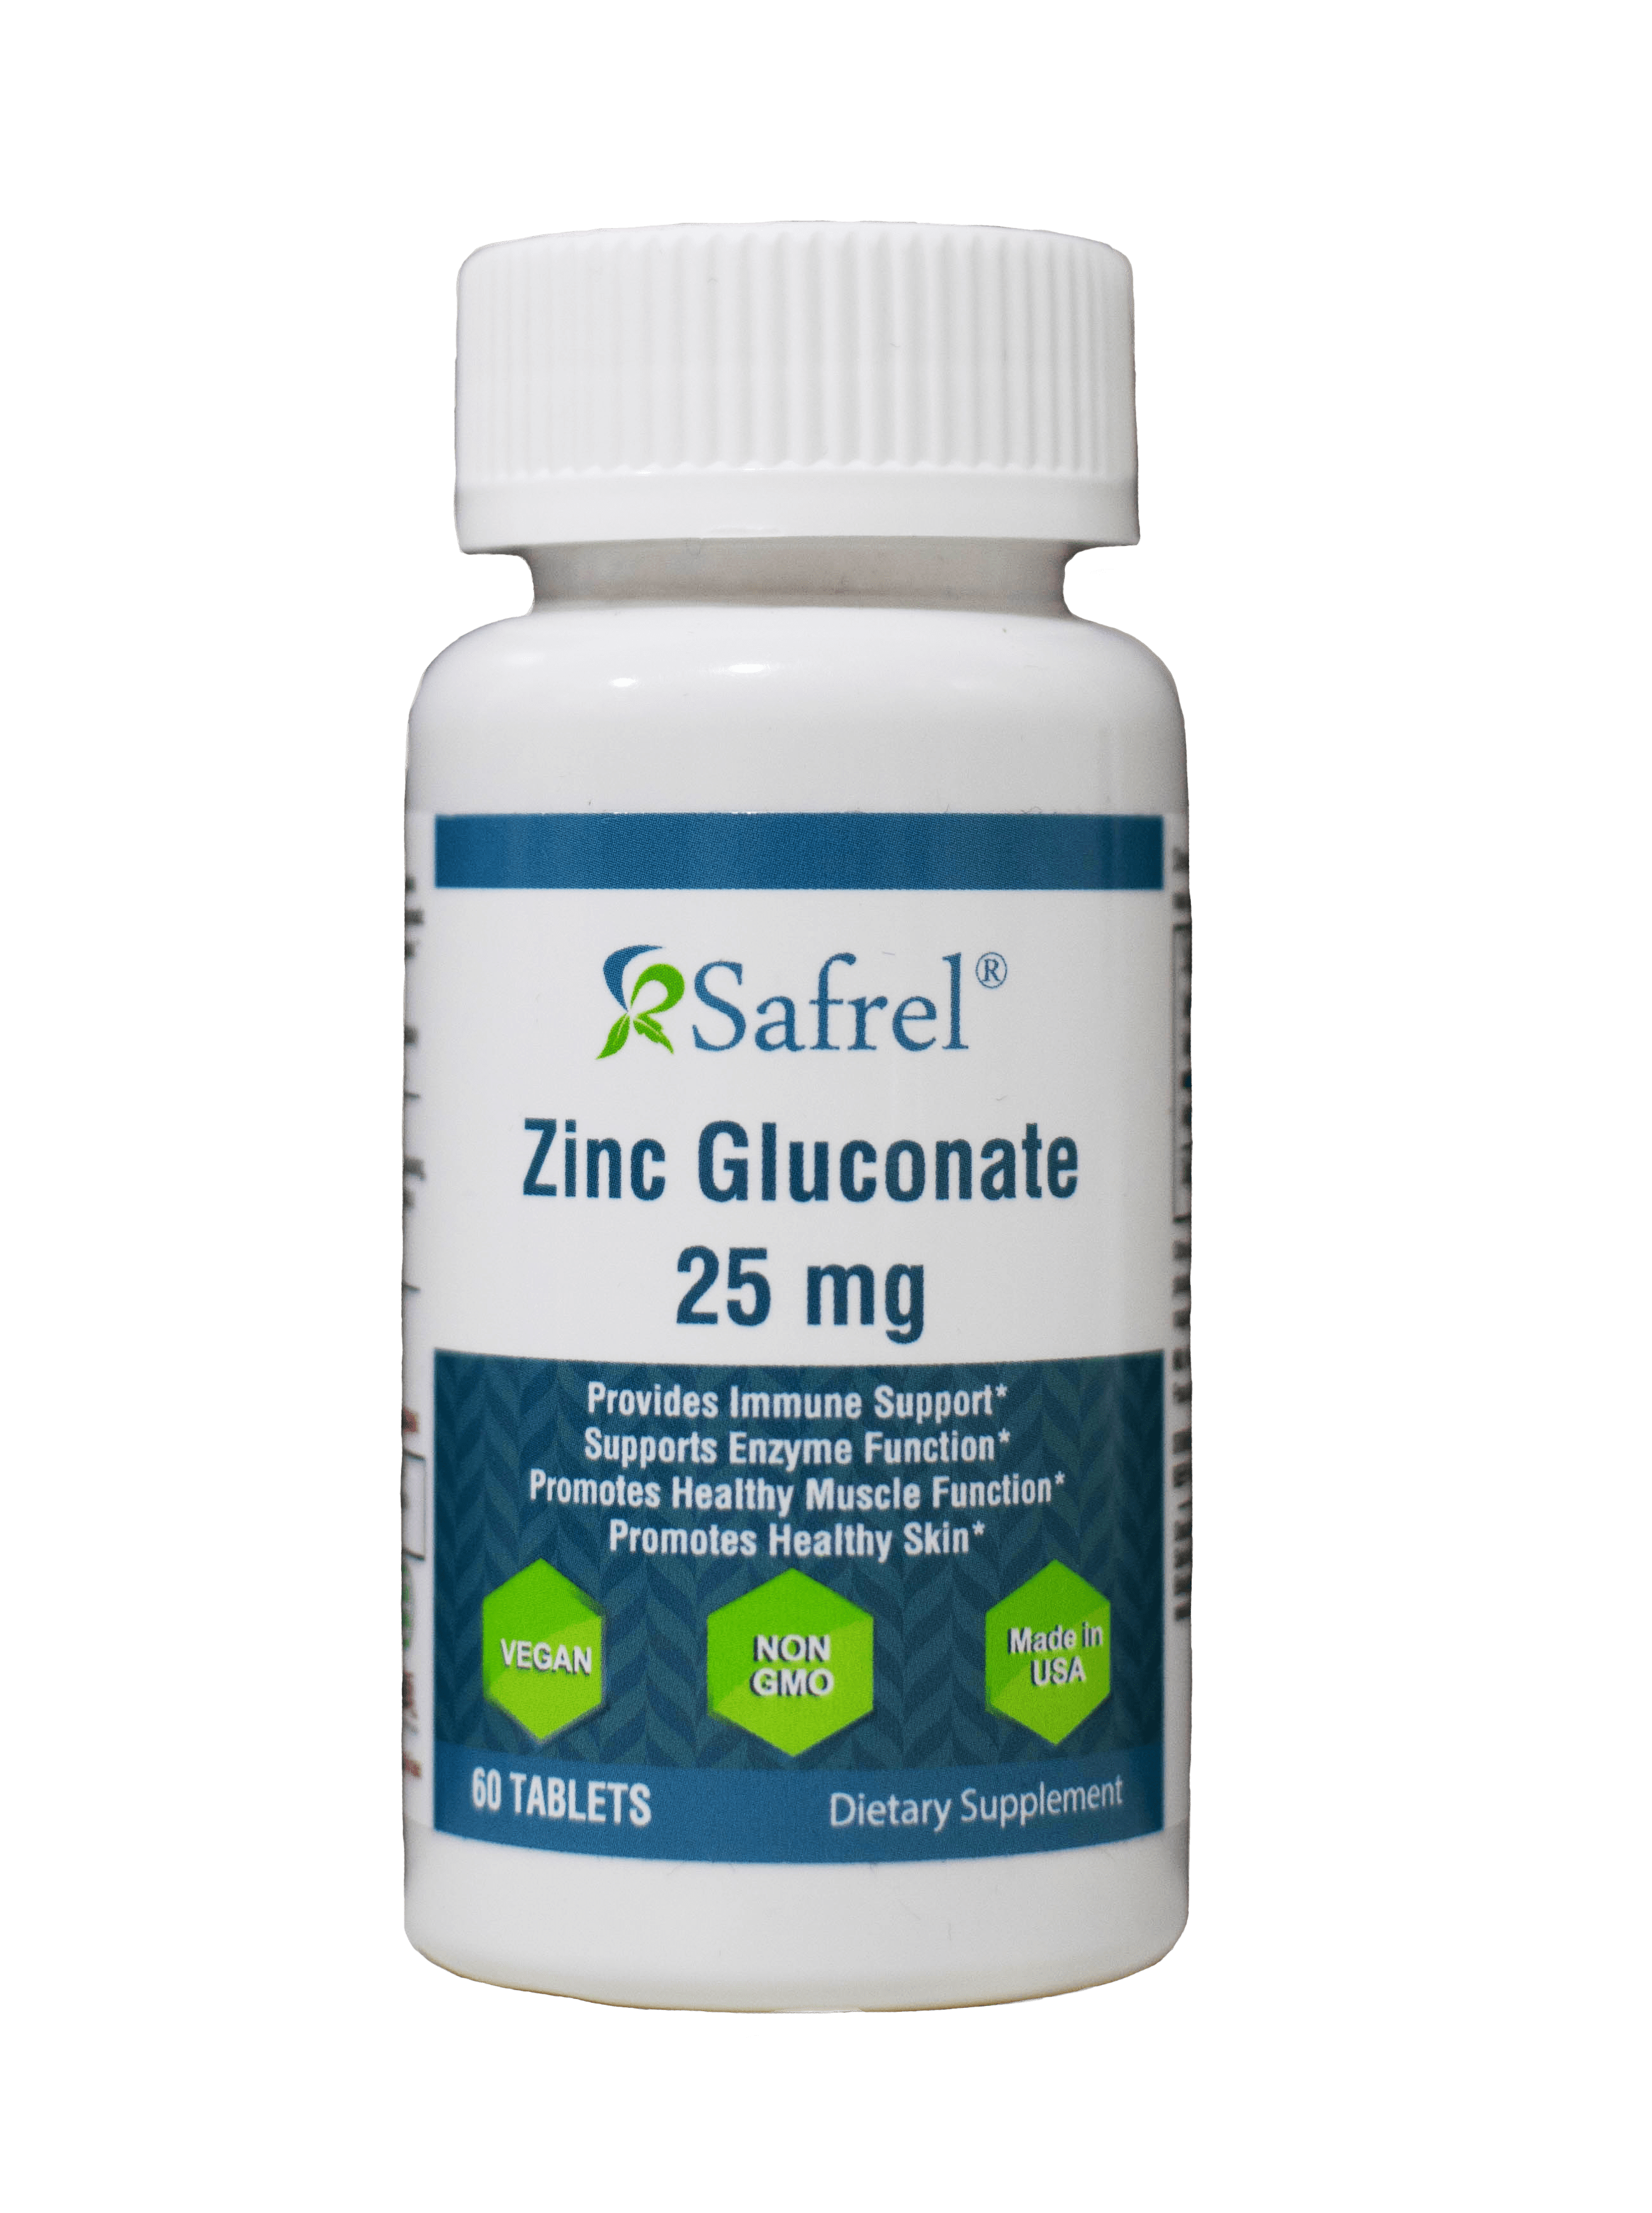 Safrel®
Zinc Gluconate
25 mg
Provides Immune Support*
Supports Enzyme Function*
Promotes Healthy Muscle Function*
Promotes Healthy Skin*
VEGAN
NON
GMO
Made in
USA
60 TABLETS
Dietary Supplement